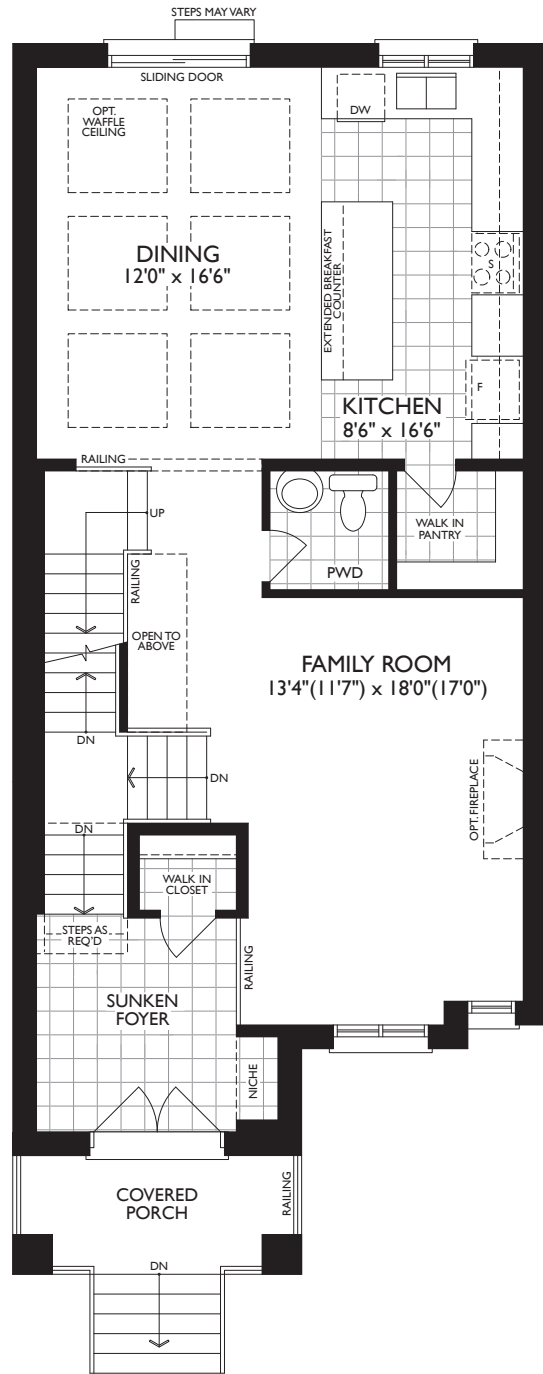 STEPS MAY VARY
SLIDING DOOR
OPT.
WAFFLE
CEILING
DW
DINING
12'0" x 16'6"
EXTENDED BREAKFAST
COUNTER
S
F
KITCHEN
8'6" x 16'6"
RAILING
UP
WALK IN
PANTRY
PWD
RAILING
OPEN TO
ABOVE
FAMILY ROOM
13'4"(11'7") x 18'0"(17'0")
DN
DN
OPT. FIREPLACE
DN
WALK IN
CLOSET
STEPS AS
REQ'D
RAILING
SUNKEN
FOYER
NICHE
COVERED
PORCH
RAILING
DN